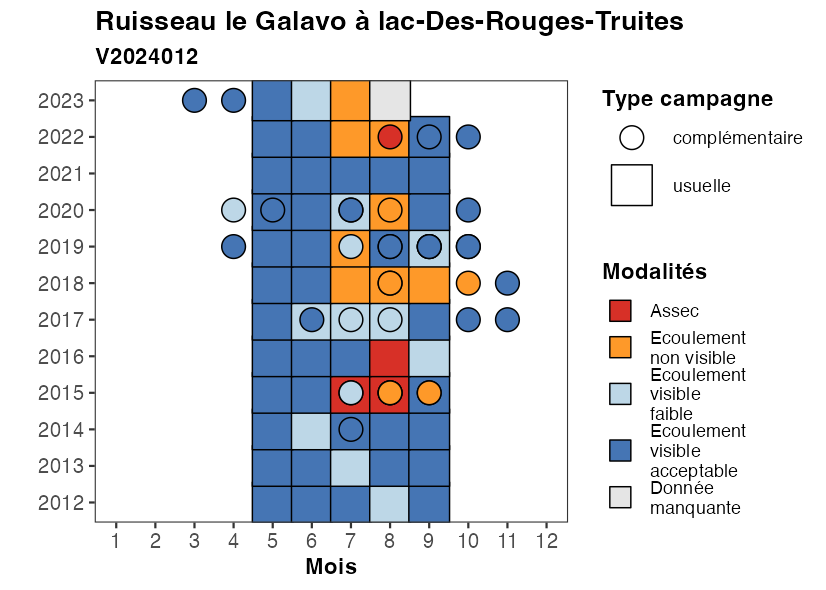 Ruisseau le Galavo à lac-Des-Rouges-Truites
V2024012
2023
2022
2021
2020
2019
2018
2017
2016
2015
2014
2013
2012
1 2 3 4 5 6 7 8 9 10 11 12
Mois
Type campagne
complémentaire
usuelle
Modalités
Assec
Ecoulement
non visible
Ecoulement
visible
faible
Ecoulement
visible
acceptable
Donnée
manquante